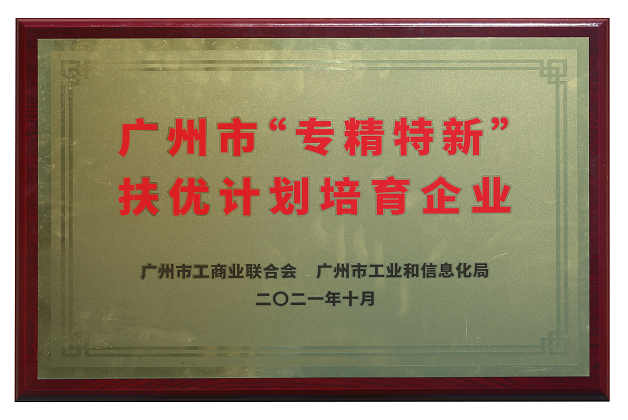 广州市“专精特新”
扶优计划培育企业
广州市工商业联合会 广州市工业和信息化局
二〇二一年十月